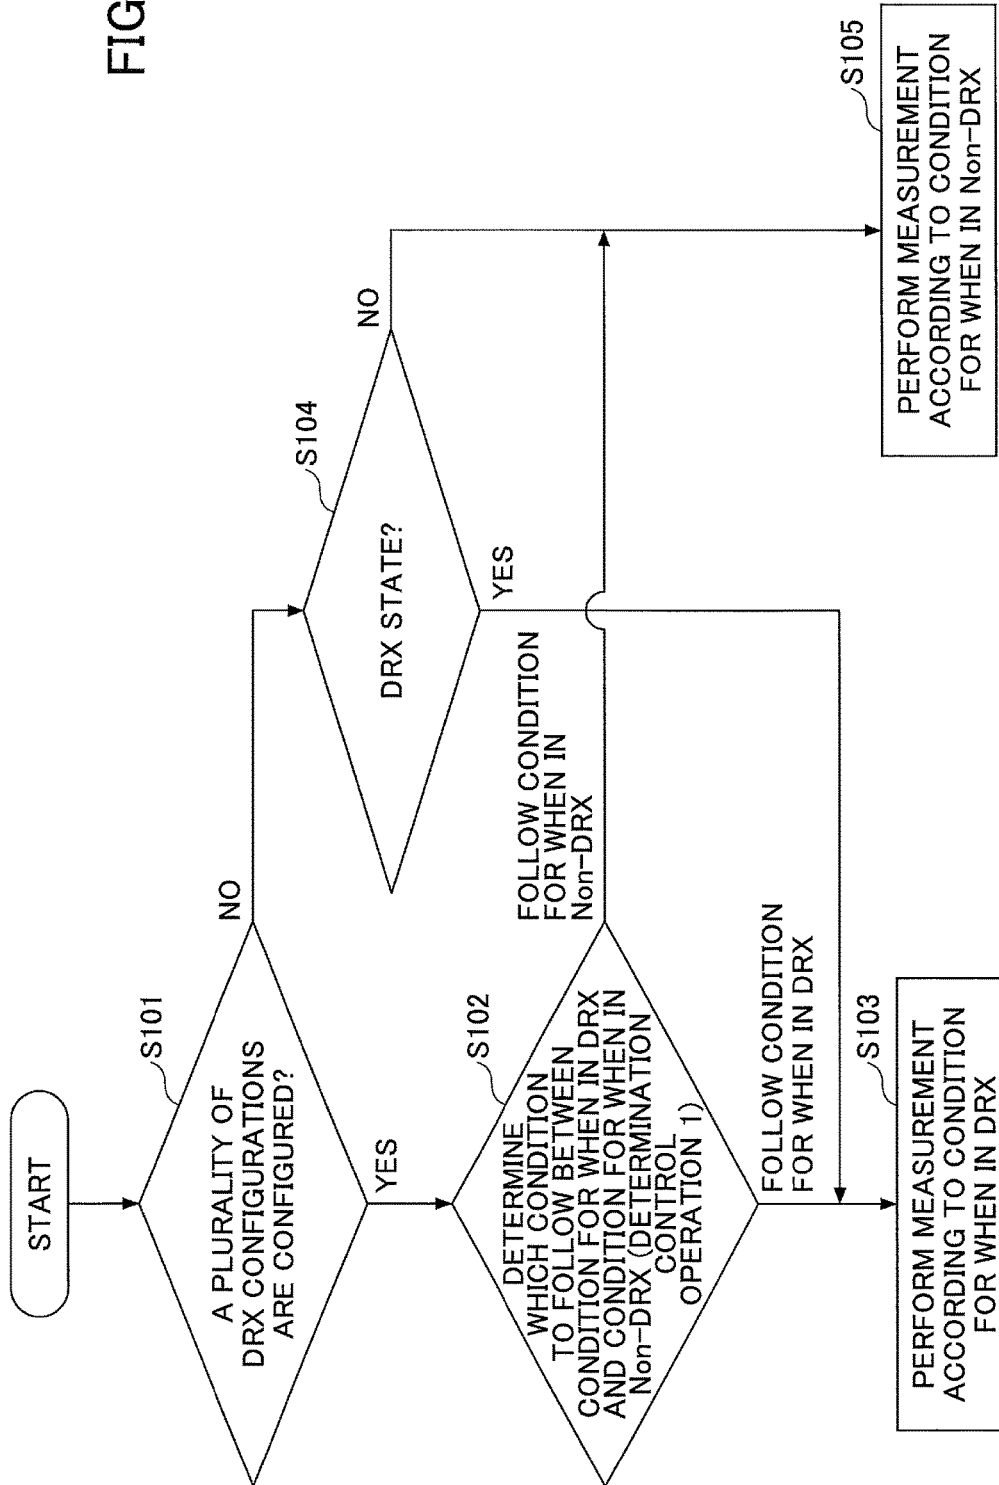 FIG
START
S101
A PLURALITY OF
DRX CONFIGURATIONS
ARE CONFIGURED?
NO
YES
S104
DRX STATE?
NO
YES
S102
DETERMINE
WHICH CONDITION
TO FOLLOW BETWEEN
CONDITION FOR WHEN IN DRX
AND CONDITION FOR WHEN IN
Non-DRX (DETERMINATION
CONTROL
OPERATION 1)
FOLLOW CONDITION
FOR WHEN IN
Non-DRX
FOLLOW CONDITION
FOR WHEN IN DRX
S103
PERFORM MEASUREMENT
ACCORDING TO CONDITION
FOR WHEN IN DRX
S105
PERFORM MEASUREMENT
ACCORDING TO CONDITION
FOR WHEN IN Non-DRX